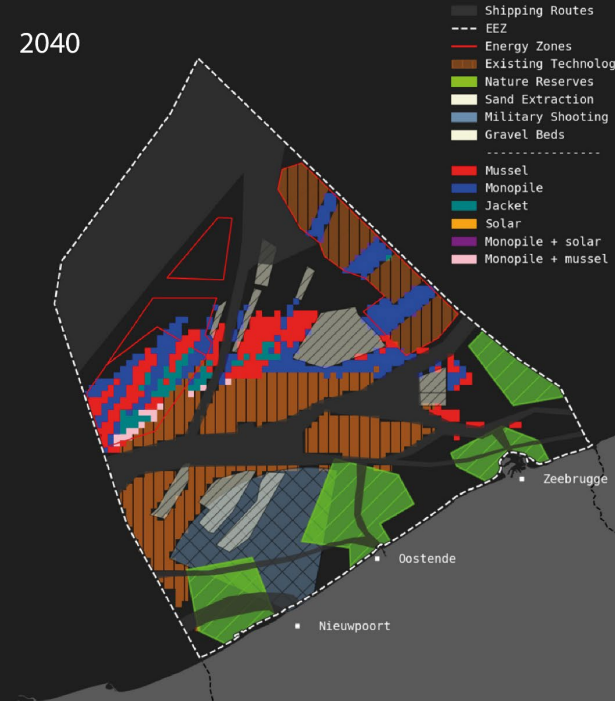 2040
Shipping Routes
EEZ
Energy Zones
Existing Technolog
Nature Reserves
Sand Extraction
Military Shooting
Gravel Beds
----------------
Mussel
Monopile
Jacket
Solar
Monopile + solar
Monopile + mussel
Zeebrugge
Oostende
Nieuwpoort